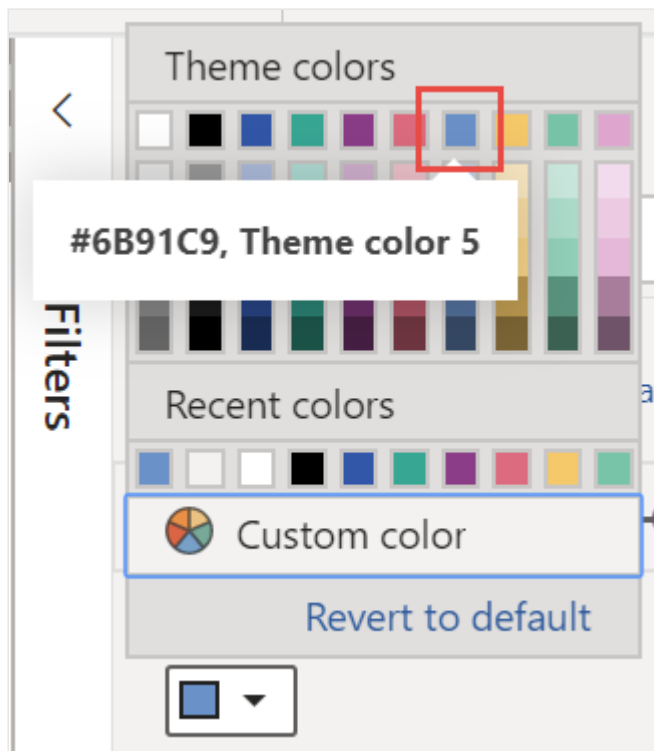 Theme colors
#6B91C9, Theme color 5
Filters
Recent colors
a
Custom color
Revert to default